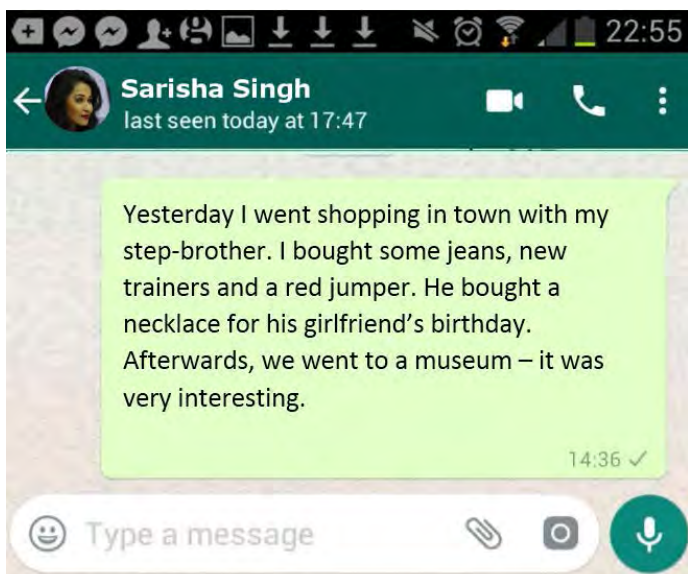 22:55
Sarisha Singh
last seen today at 17:47
Yesterday I went shopping in town with my
step-brother. I bought some jeans, new
trainers and a red jumper. He bought a
necklace for his girlfriend's birthday.
Afterwards, we went to a museum – it was
very interesting.
14:36
Type a message